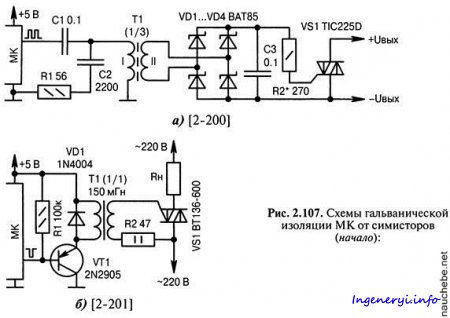 +5 В
МК
C1 0.1
R1 56
C2
2200
T1
(1/3)
I
II
VD1...VD4 BAT85
C3
0.1
R2* 270
VS1 TIC225D
+Uвых
–Uвых
а) [2-200]
+5 В
МК
R1 100к
VD1
1N4004
VT1
2N2905
T1 (1/1)
150 мГн
R2 47
~220 В
Rн
VS1 BT136-600
~220 В
б) [2-201]
Рис. 2.107. Схемы гальванической
изоляции МК от симисторов
(начало):
nauchebe.net
Ingeneryi.info